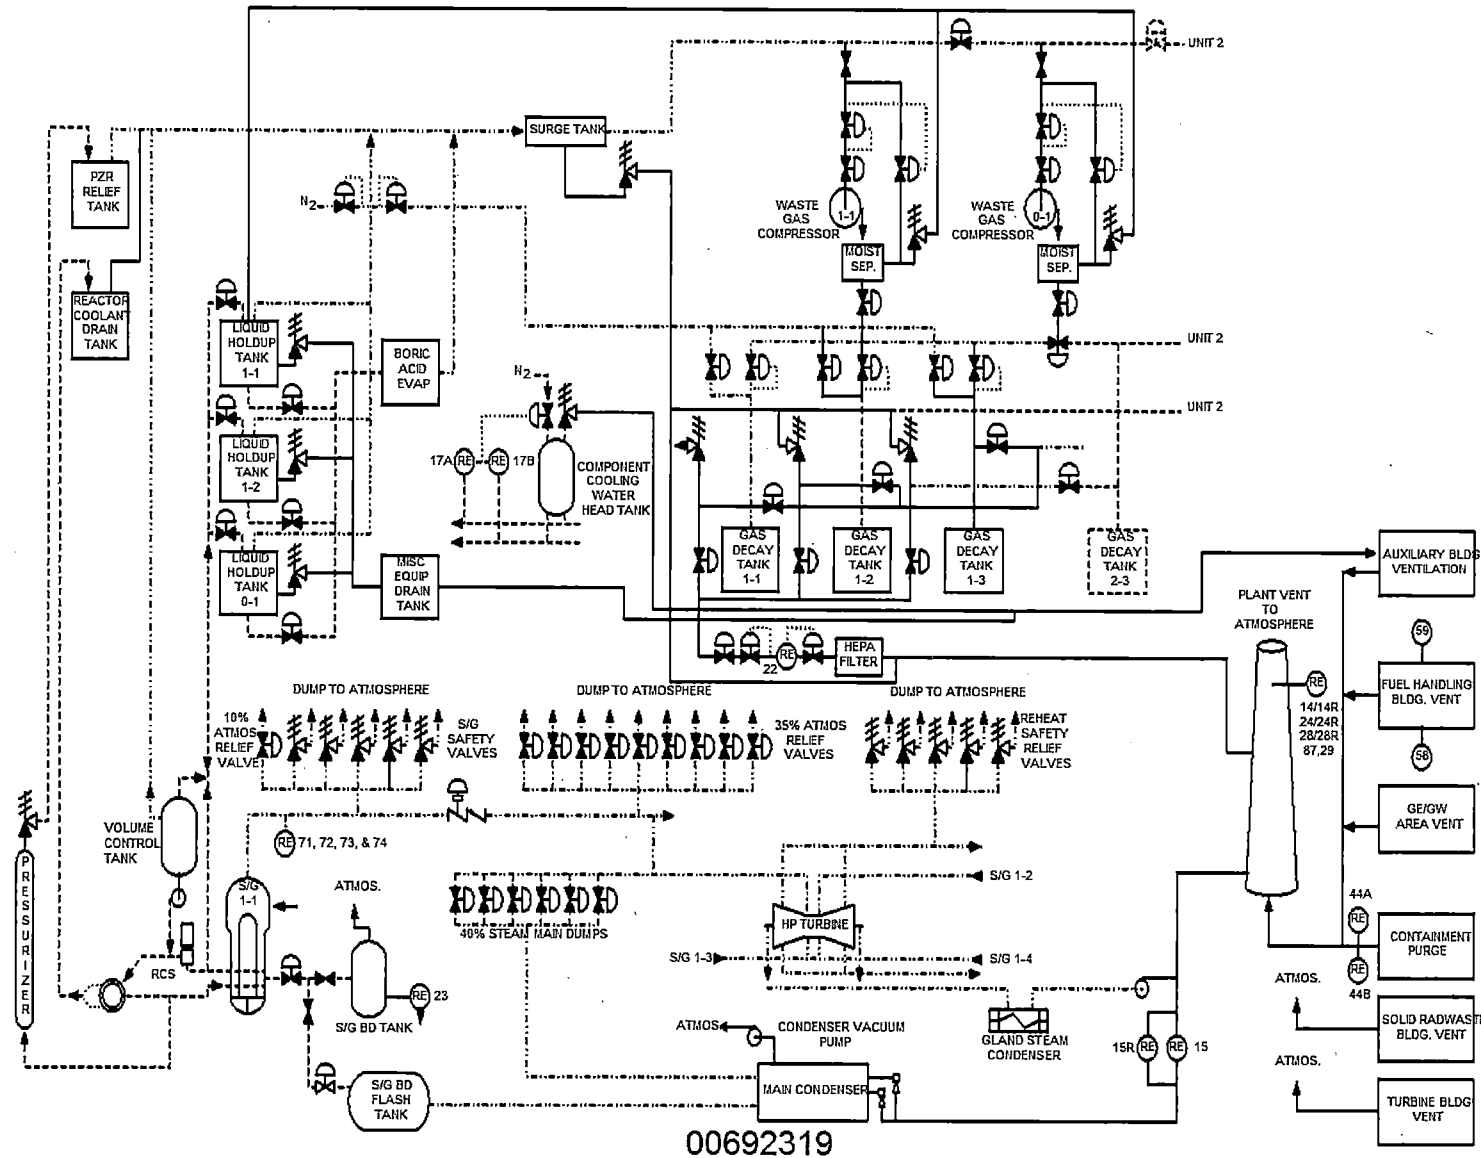 UNIT 2
SURGE TANK
PZR
RELIEF
TANK
N2
WASTE
GAS
COMPRESSOR
1-1
WASTE
GAS
COMPRESSOR
0-1
MOIST
SEP.
MOIST
SEP.
REACTOR
COOLANT
DRAIN
TANK
LIQUID
HOLDUP
TANK
1-1
BORIC
ACID
EVAP
UNIT 2
N2
UNIT 2
LIQUID
HOLDUP
TANK
1-2
17A
RE
RE
17B
COMPONENT
COOLING
WATER
HEAD TANK
LIQUID
HOLDUP
TANK
0-1
MISC
EQUIP
DRAIN
TANK
GAS
DECAY
TANK
1-1
GAS
DECAY
TANK
1-2
GAS
DECAY
TANK
1-3
GAS
DECAY
TANK
2-3
AUXILIARY BLDG
VENTILATION
PLANT VENT
TO
ATMOSPHERE
22
RE
HEPA
FILTER
59
FUEL HANDLING
BLDG. VENT
58
RE
14/14R
24/24R
28/28R
87,29
DUMP TO ATMOSPHERE
DUMP TO ATMOSPHERE
DUMP TO ATMOSPHERE
10%
ATMOS
RELIEF
VALVE
S/G
SAFETY
VALVES
35% ATMOS
RELIEF
VALVES
REHEAT
SAFETY
RELIEF
VALVES
GE/GW
AREA VENT
VOLUME
CONTROL
TANK
RE
71, 72, 73, & 74
PRESSURIZER
S/G
1-1
ATMOS.
40% STEAM MAIN DUMPS
S/G 1-2
HP TURBINE
S/G 1-3
S/G 1-4
44A
RE
RE
44B
CONTAINMENT
PURGE
RCS
RE
23
S/G BD TANK
ATMOS.
SOLID RADWAST
BLDG. VENT
ATMOS.
CONDENSER VACUUM
PUMP
GLAND STEAM
CONDENSER
15R
RE
RE
15
ATMOS.
S/G BD
FLASH
TANK
MAIN CONDENSER
TURBINE BLDG
VENT
00692319